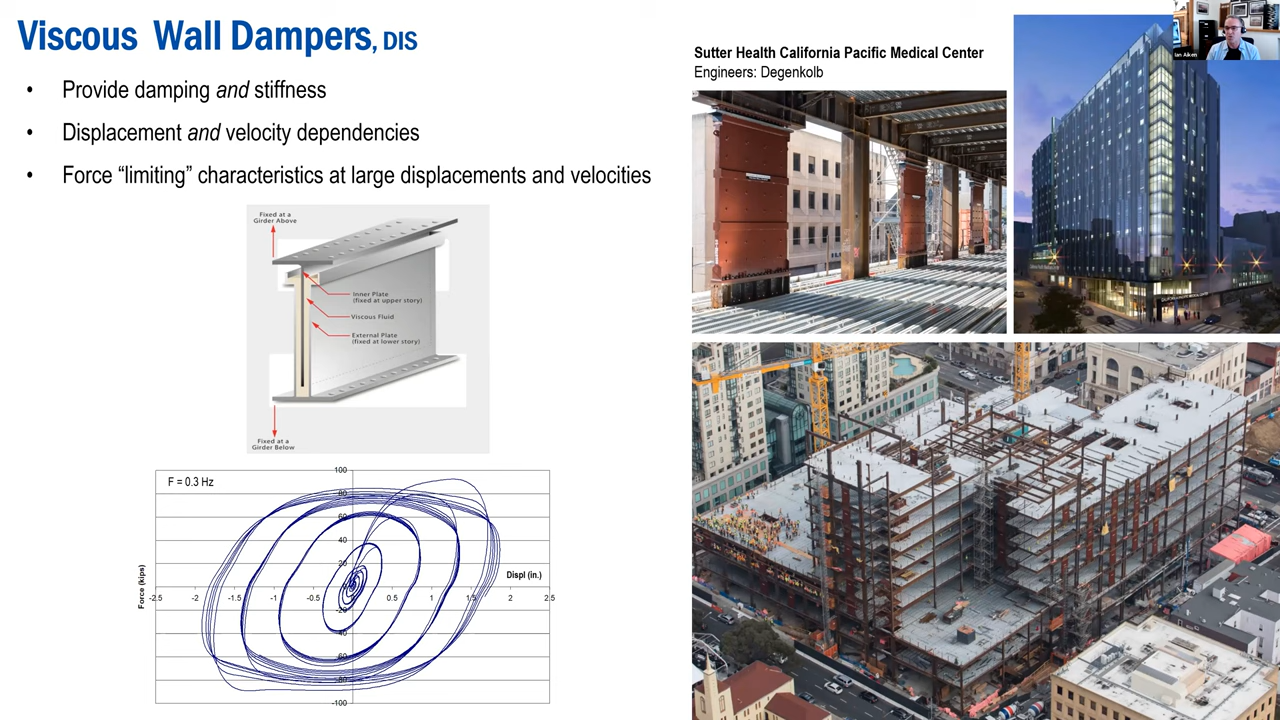 Viscous Wall Dampers, DIS
• Provide damping and stiffness
• Displacement and velocity dependencies
• Force “limiting” characteristics at large displacements and velocities
Fixed at a
Girder Above
Inner Plate
(fixed at upper story)
Viscous Fluid
External Plate
(fixed at lower story)
Fixed at a
Girder Below
F = 0.3 Hz
100
80
60
40
20
-20
-40
-60
-80
-100
-2.5 -2 -1.5 -1 -0.5 0 0.5 1 1.5 2 2.5
Displ (in.)
Force (kips)
Sutter Health California Pacific Medical Center
Engineers: Degenkolb
Ian Aiken